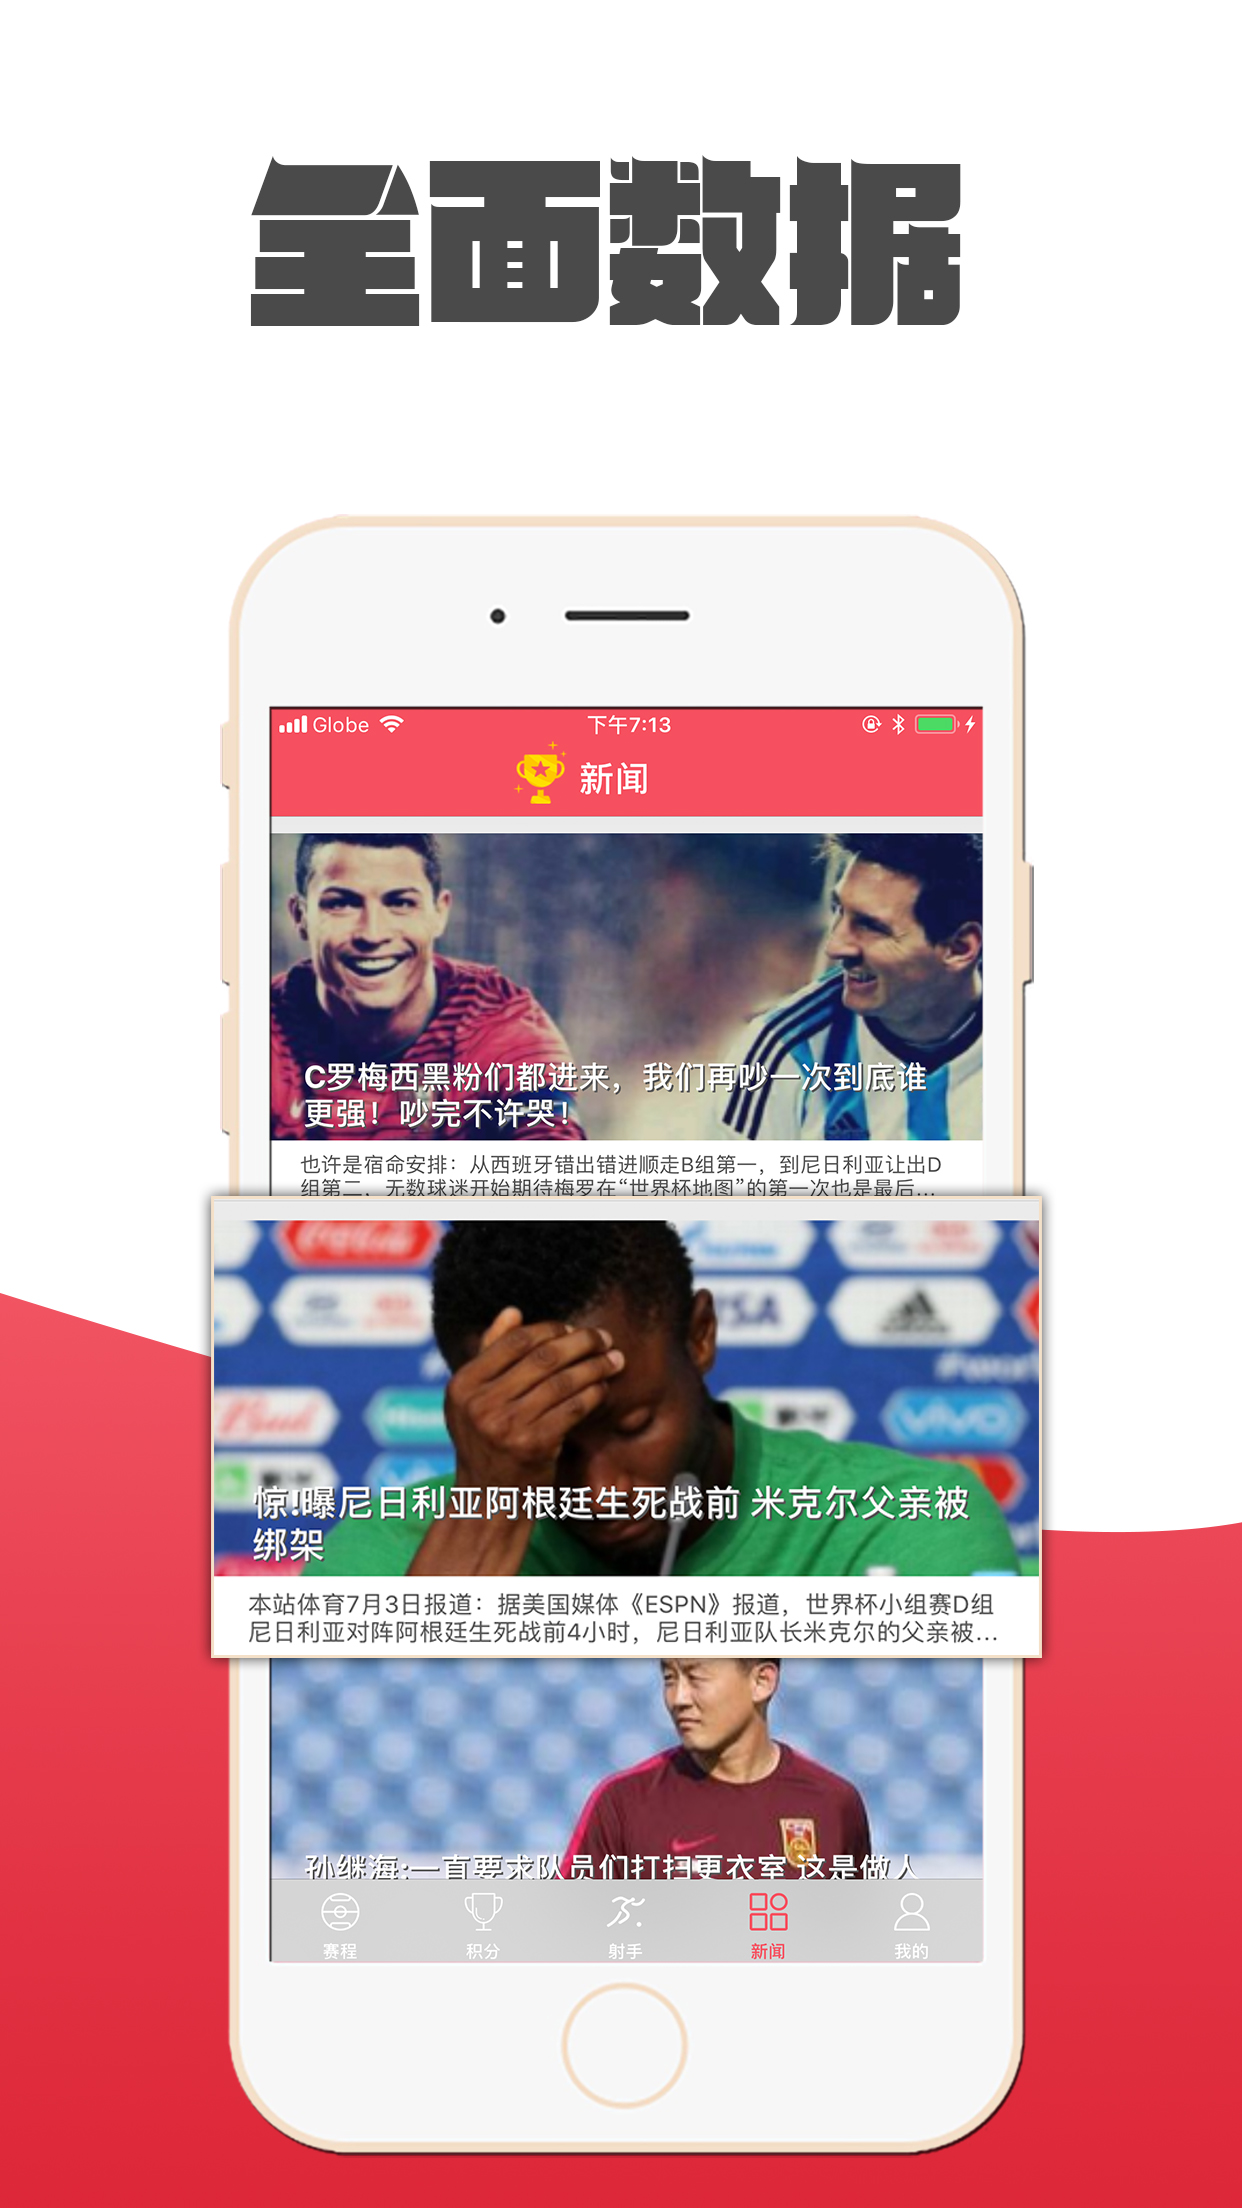 全面数据
Globe
下午7:13
新闻
C罗梅西黑粉们都进来，我们再吵一次到底谁
更强！吵完不许哭！
也许是宿命安排：从西班牙错出错进顺走B组第一，到尼日利亚让出D
组第二，无数球迷开始期待梅罗在“世界杯地图”的第一次也是最后...
Coca-Cola
VISA
adidas
Bud
vivo
惊!曝尼日利亚阿根廷生死战前 米克尔父亲被
绑架
本站体育7月3日报道：据美国媒体《ESPN》报道，世界杯小组赛D组
尼日利亚对阵阿根廷生死战前4小时，尼日利亚队长米克尔的父亲被...
孙继海:一直要求队员们打扫更衣室 这是做人
赛程
积分
射手
新闻
我的